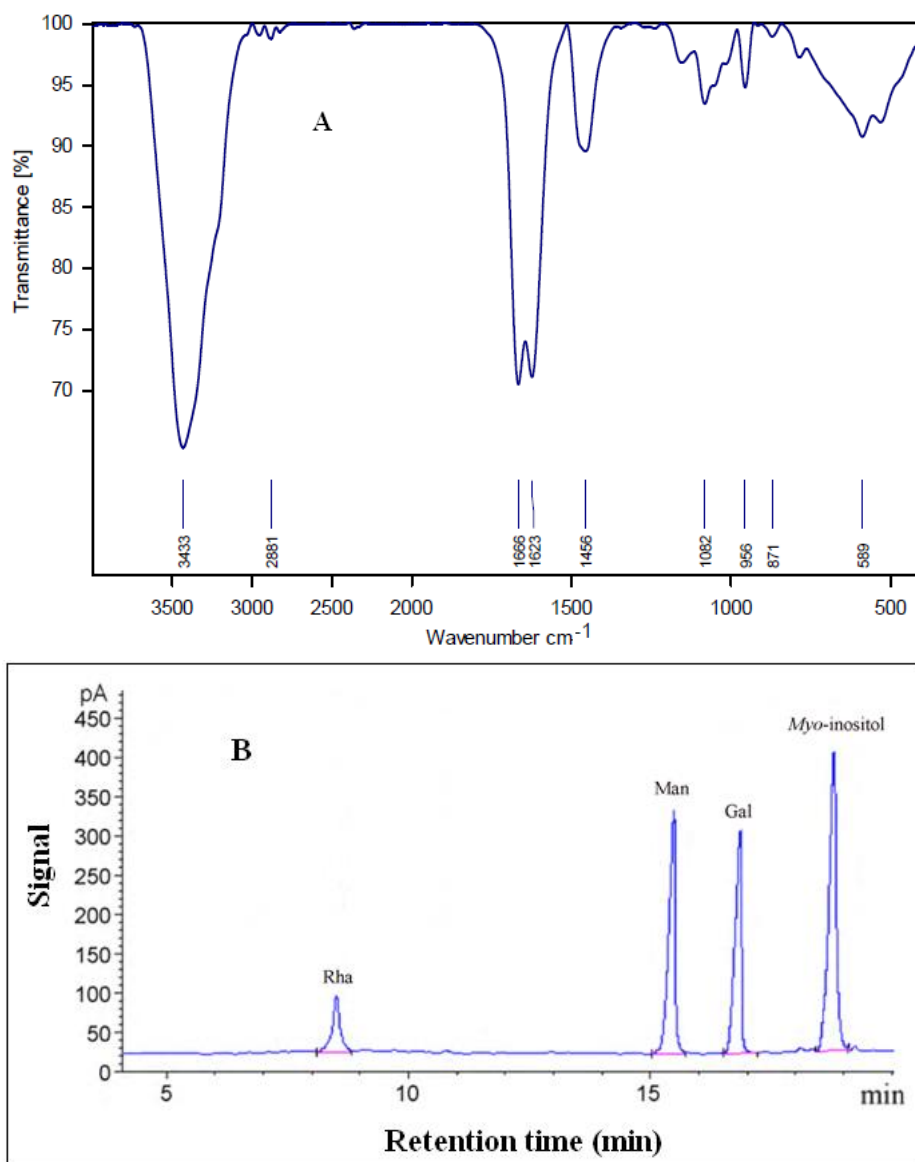 100
95
A
90
Transmittance [%]
85
80
75
70
3433
2881
1666
1623
1456
1082
956
871
589
3500 3000 2500 2000 1500 1000 500
Wavenumber cm-1
pA
450
B
Myo-inositol
400
350
Man
Gal
300
Signal
250
200
150
Rha
100
50
0
5 10 15 min
Retention time (min)